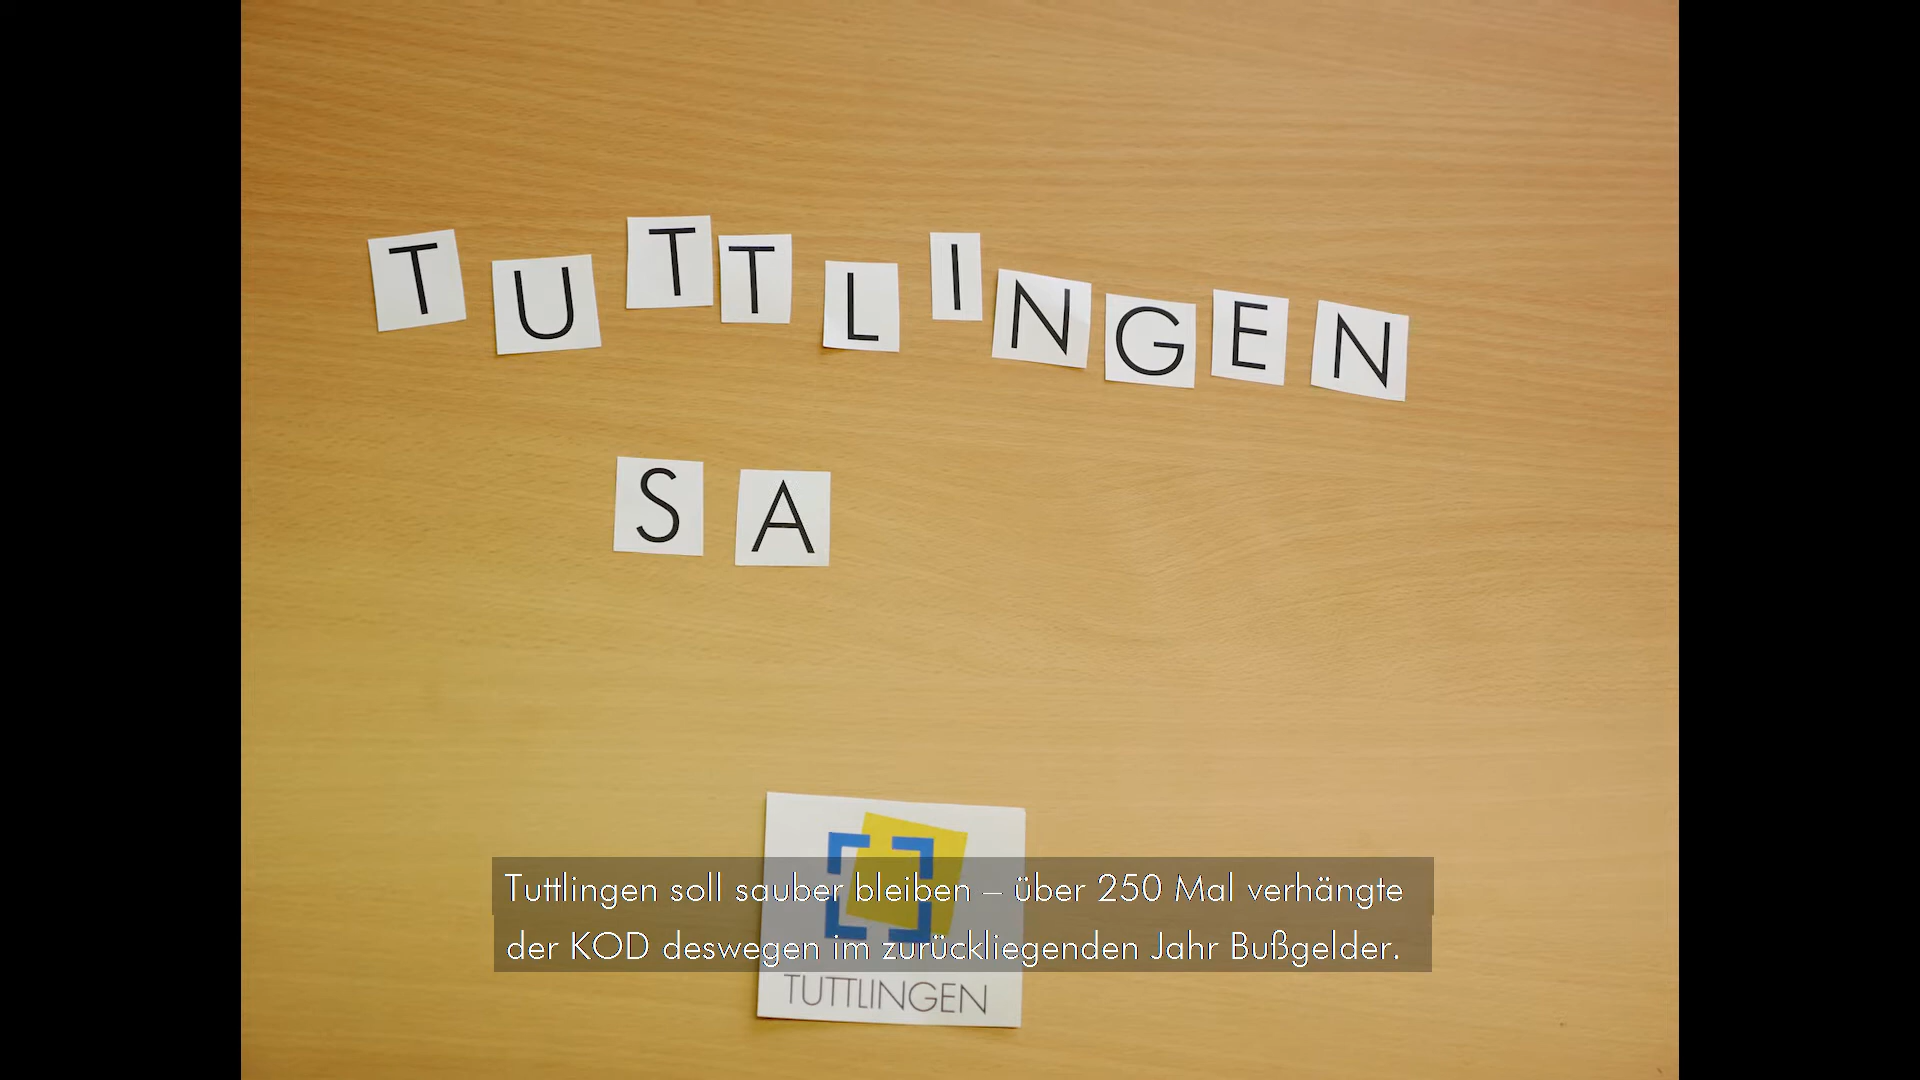 TUTTLINGEN
SA
Tuttlingen soll sauber bleiben – über 250 Mal verhängte
der KOD deswegen im zurückliegenden Jahr Bußgelder.
TUTTLINGEN